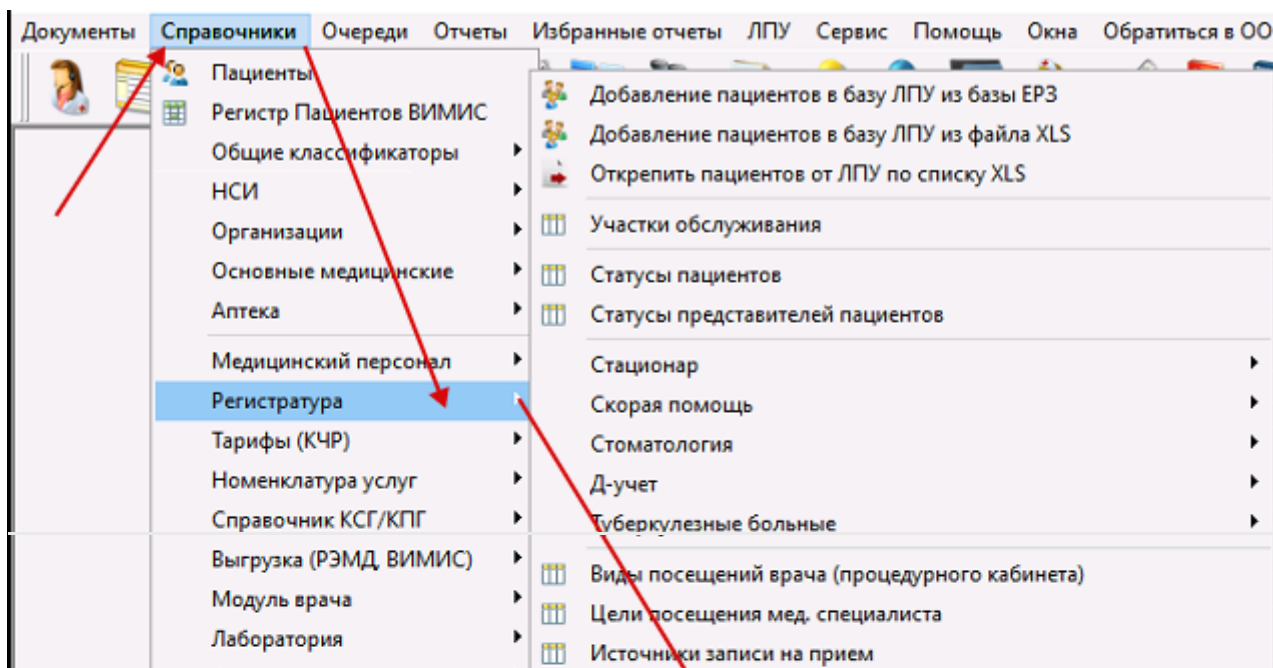 Документы Справочники Очереди Отчеты Избранные отчеты ЛПУ Сервис Помощь Окна Обратиться в ОО
Пациенты
Регистр Пациентов ВИМИС
Общие классификаторы
НСИ
Организации
Основные медицинские
Аптека
Медицинский персонал
Регистратура
Тарифы (КЧР)
Номенклатура услуг
Справочник КСГ/КПГ
Выгрузка (РЭМД, ВИМИС)
Модуль врача
Лаборатория
Добавление пациентов в базу ЛПУ из базы ЕРЗ
Добавление пациентов в базу ЛПУ из файла XLS
Открепить пациентов от ЛПУ по списку XLS
Участки обслуживания
Статусы пациентов
Статусы представителей пациентов
Стационар
Скорая помощь
Стоматология
Д-учет
Туберкулезные больные
Виды посещений врача (процедурного кабинета)
Цели посещения мед. специалиста
Источники записи на прием